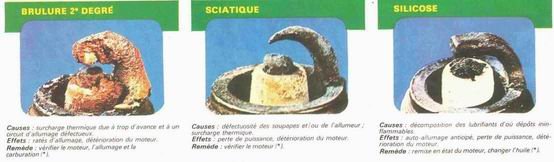 BRULURE 2e DEGRÉ
Causes : surcharge thermique due à trop d'avance et à un
circuit d'allumage défectueux.
Effets : ratés d'allumage, détérioration du moteur.
Remède : vérifier le moteur, l'allumage et la
carburation (*).
SCIATIQUE
Causes : défectuosité des soupapes et/ou de l'allumeur ;
surcharge thermique.
Effets : perte de puissance, détérioration du moteur.
Remède : vérifier le moteur (*).
SILICOSE
Causes : décomposition des lubrifiants d'où dépôts inin-
flammables.
Effets : auto-allumage anticipé, perte de puissance, dété-
rioration du moteur.
Remède : remise en état du moteur, changer l'huile (*).